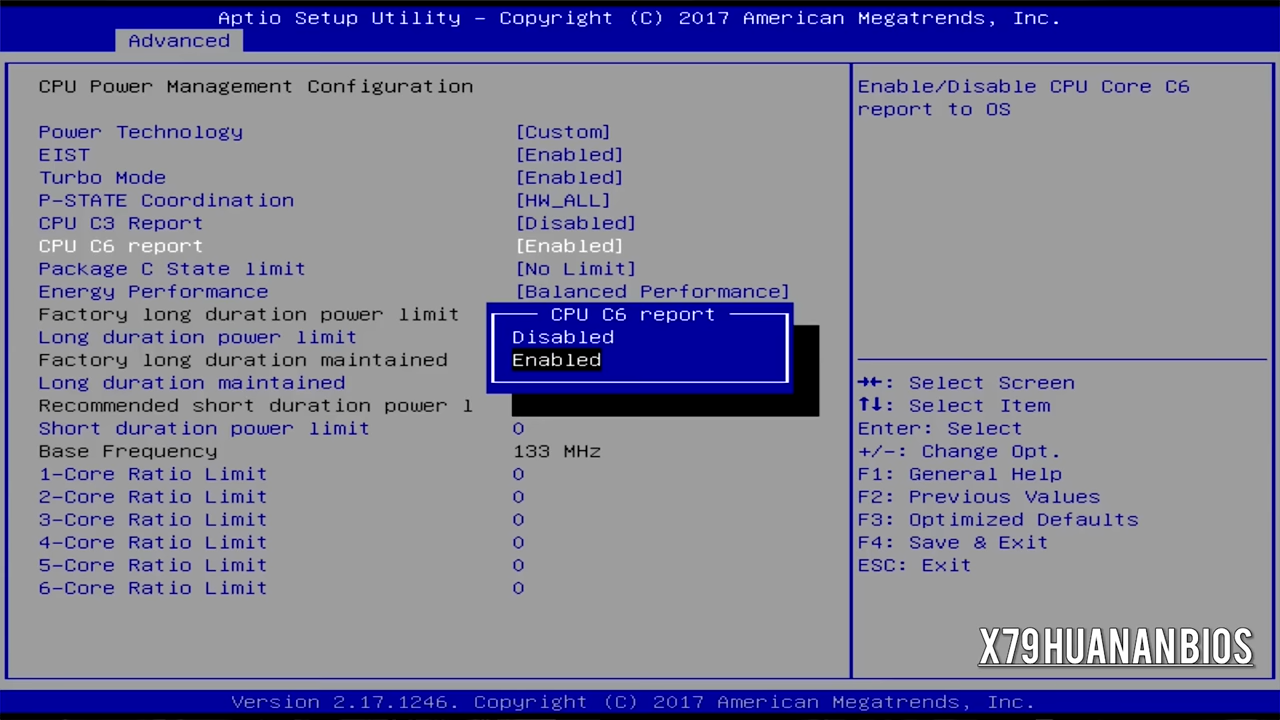 Aptio Setup Utility – Copyright (C) 2017 American Megatrends, Inc.
Advanced
CPU Power Management Configuration
Power Technology [Custom]
EIST [Enabled]
Turbo Mode [Enabled]
P-STATE Coordination [HW_ALL]
CPU C3 Report [Disabled]
CPU C6 report [Enabled]
Package C State limit [No Limit]
Energy Performance [Balanced Performance]
Factory long duration power limit
Long duration power limit
Factory long duration maintained
Long duration maintained
Recommended short duration power l
Short duration power limit 0
Base Frequency 133 MHz
1-Core Ratio Limit 0
2-Core Ratio Limit 0
3-Core Ratio Limit 0
4-Core Ratio Limit 0
5-Core Ratio Limit 0
6-Core Ratio Limit 0
CPU C6 report
Disabled
Enabled
Enable/Disable CPU Core C6
report to OS
→←: Select Screen
↑↓: Select Item
Enter: Select
+/-: Change Opt.
F1: General Help
F2: Previous Values
F3: Optimized Defaults
F4: Save & Exit
ESC: Exit
X79HUANANBIOS
Version 2.17.1246. Copyright (C) 2017 American Megatrends, Inc.